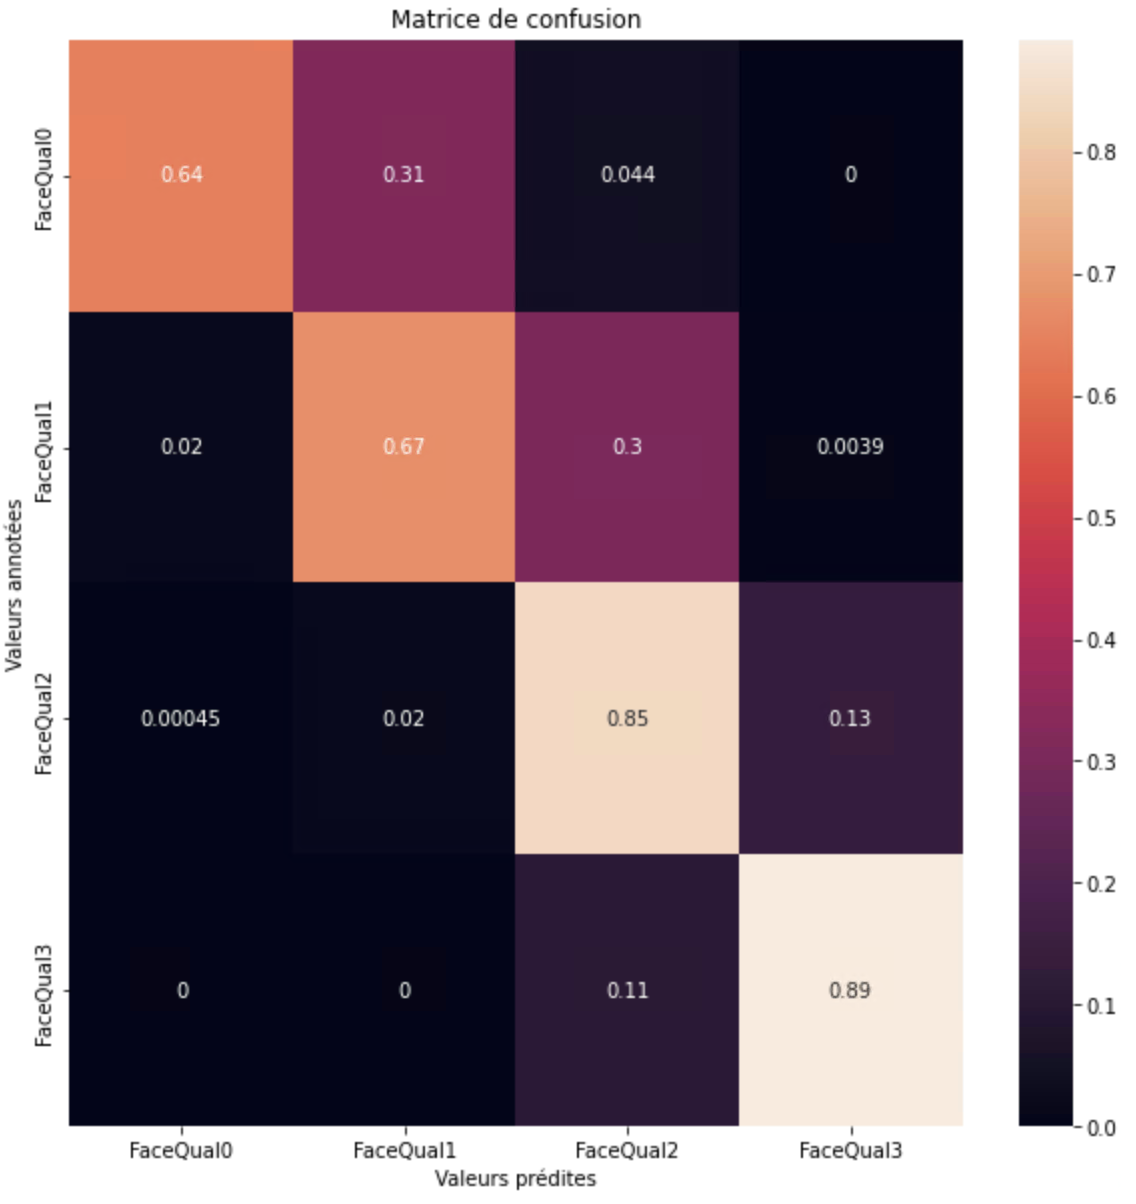 Matrice de confusion
FaceQual0
0.64 0.31 0.044 0
FaceQual1
0.02 0.67 0.3 0.0039
FaceQual2
0.00045 0.02 0.85 0.13
FaceQual3
0 0 0.11 0.89
Valeurs annotées
FaceQual0 FaceQual1 FaceQual2 FaceQual3
Valeurs prédites
0.8
0.7
0.6
0.5
0.4
0.3
0.2
0.1
0.0